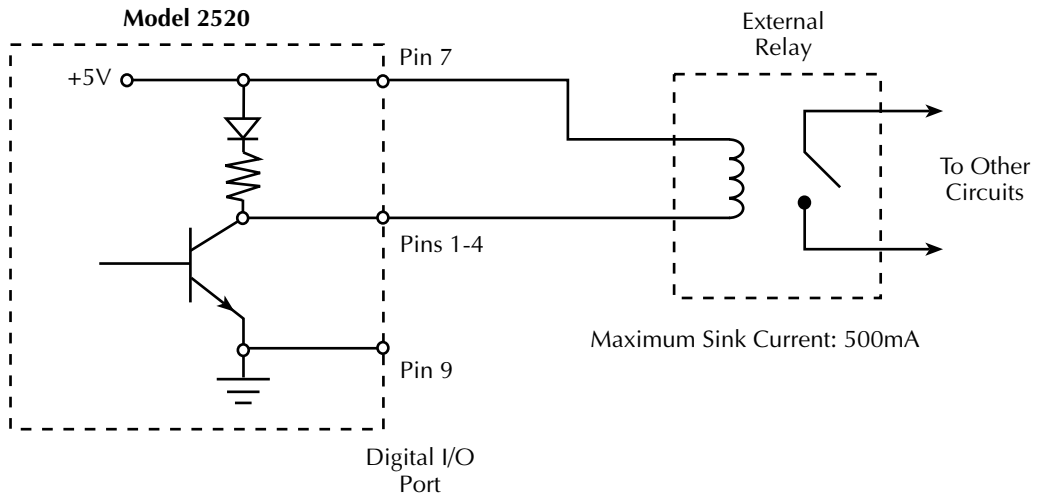 Model 2520
External
Relay
+5V
Pin 7
To Other
Circuits
Pins 1-4
Maximum Sink Current: 500mA
Pin 9
Digital I/O
Port